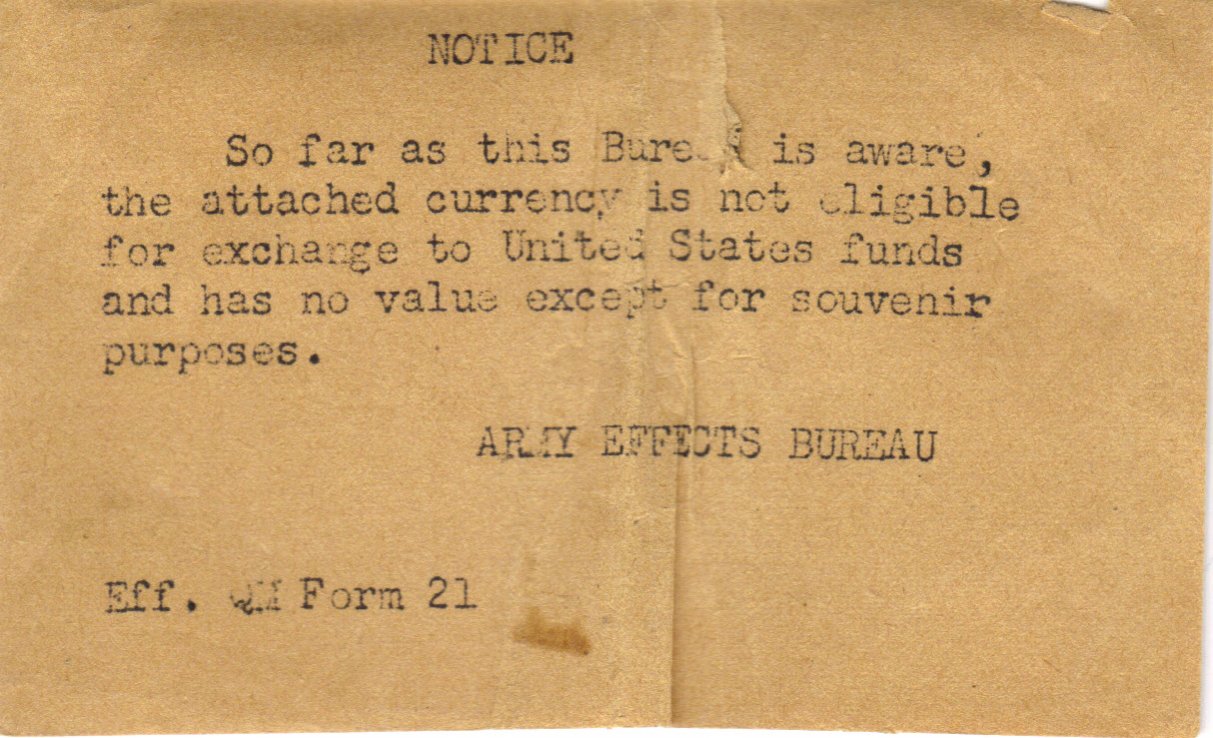 NOTICE
So far as this Bureau is aware,
the attached currency is not eligible
for exchange to United States funds
and has no value except for souvenir
purposes.
ARMY EFFECTS BUREAU
Eff. QM Form 21